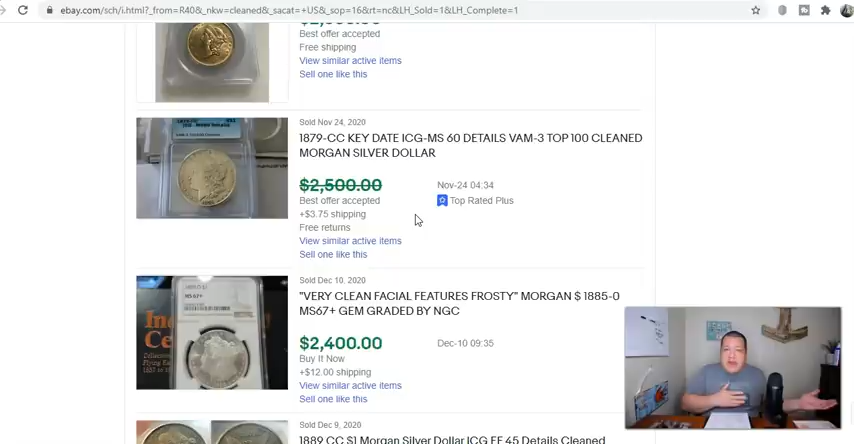 ebay.com/sch/i.html?_from=R40&_nkw=cleaned&_sacat=+US&_sop=16&rt=nc&LH_Sold=1&LH_Complete=1
Best offer accepted
Free shipping
View similar active items
Sell one like this
Sold Nov 24, 2020
1879-CC KEY DATE ICG-MS 60 DETAILS VAM-3 TOP 100 CLEANED
MORGAN SILVER DOLLAR
$2,500.00
Nov-24 04:34
Best offer accepted
Top Rated Plus
+$3.75 shipping
Free returns
View similar active items
Sell one like this
Sold Dec 10, 2020
"VERY CLEAN FACIAL FEATURES FROSTY" MORGAN $ 1885-0
MS67+ GEM GRADED BY NGC
MS 67+
$2,400.00
Dec-10 09:35
Buy It Now
+$12.00 shipping
View similar active items
Sell one like this
Sold Dec 9, 2020
1889 CC $1 Morgan Silver Dollar ICG EF 45 Details Cleaned